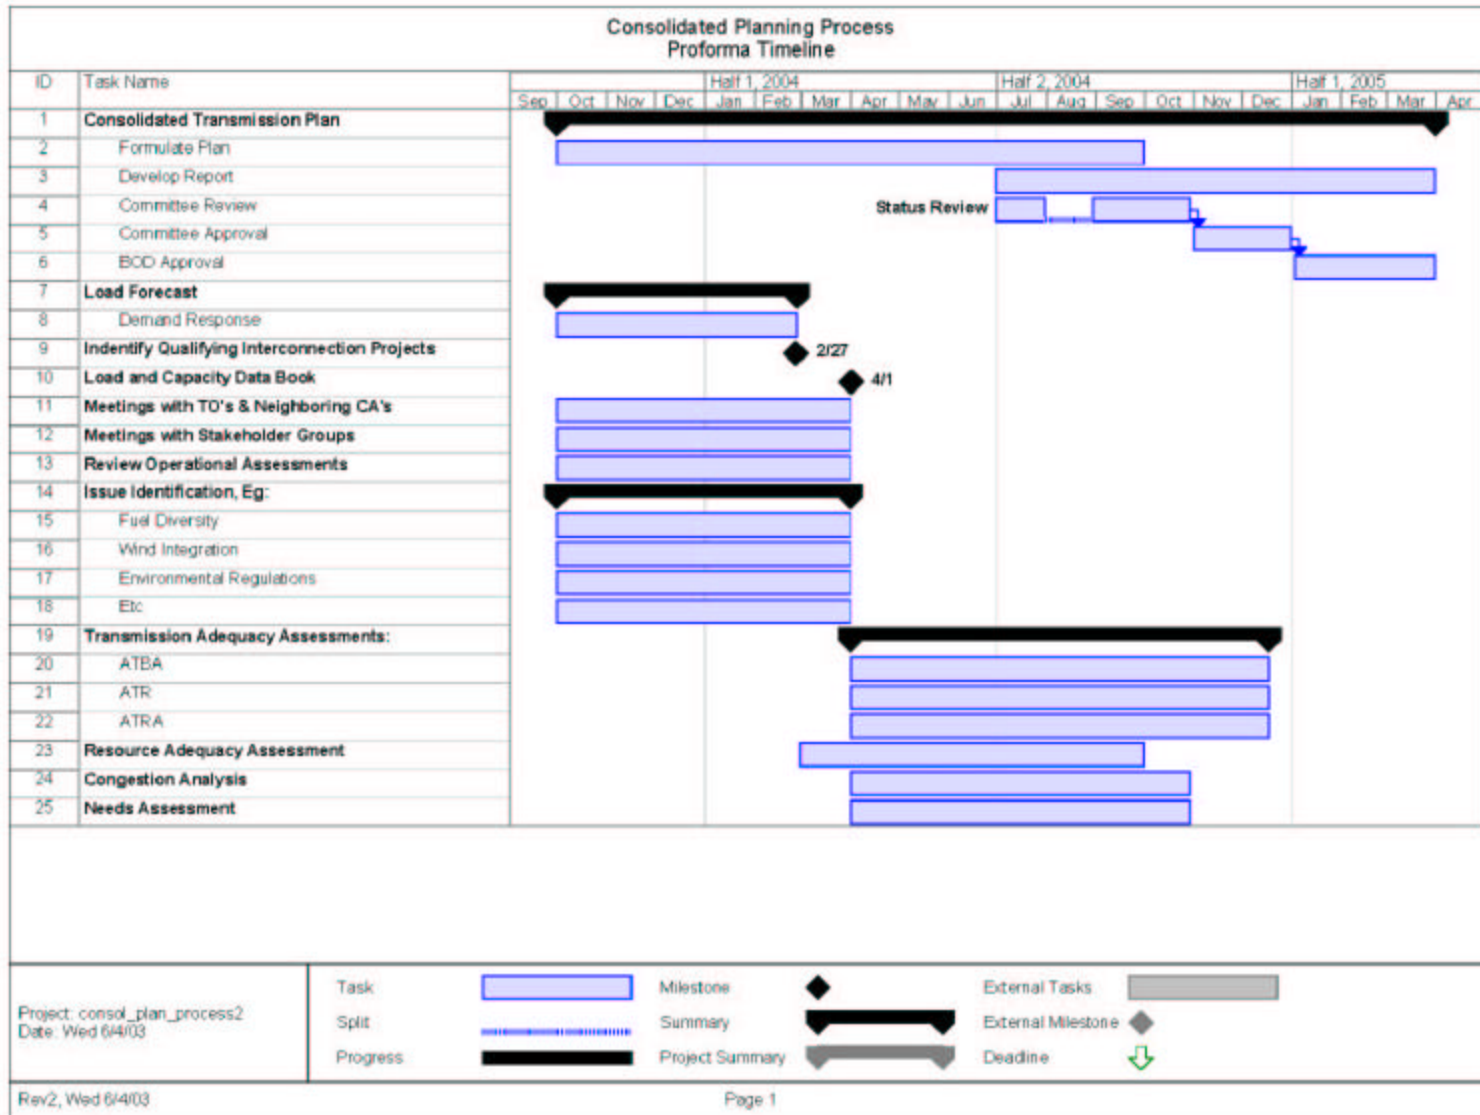 Consolidated Planning Process
Proforma Timeline
ID Task Name Half 1, 2004 Half 2, 2004 Half 1, 2005
Sep Oct Nov Dec Jan Feb Mar Apr May Jun Jul Aug Sep Oct Nov Dec Jan Feb Mar Apr
1 Consolidated Transmission Plan
2 Formulate Plan
3 Develop Report
4 Committee Review Status Review
5 Committee Approval
6 BOD Approval
7 Load Forecast
8 Demand Response
9 Indentify Qualifying Interconnection Projects 2/27
10 Load and Capacity Data Book 4/1
11 Meetings with TO's & Neighboring CA's
12 Meetings with Stakeholder Groups
13 Review Operational Assessments
14 Issue Identification, Eg:
15 Fuel Diversity
16 Wind Integration
17 Environmental Regulations
18 Etc
19 Transmission Adequacy Assessments:
20 ATBA
21 ATR
22 ATRA
23 Resource Adequacy Assessment
24 Congestion Analysis
25 Needs Assessment
Project: consol_plan_process2
Date: Wed 6/4/03
Task Milestone External Tasks
Split Summary External Milestone
Progress Project Summary Deadline
Rev2, Wed 6/4/03 Page 1